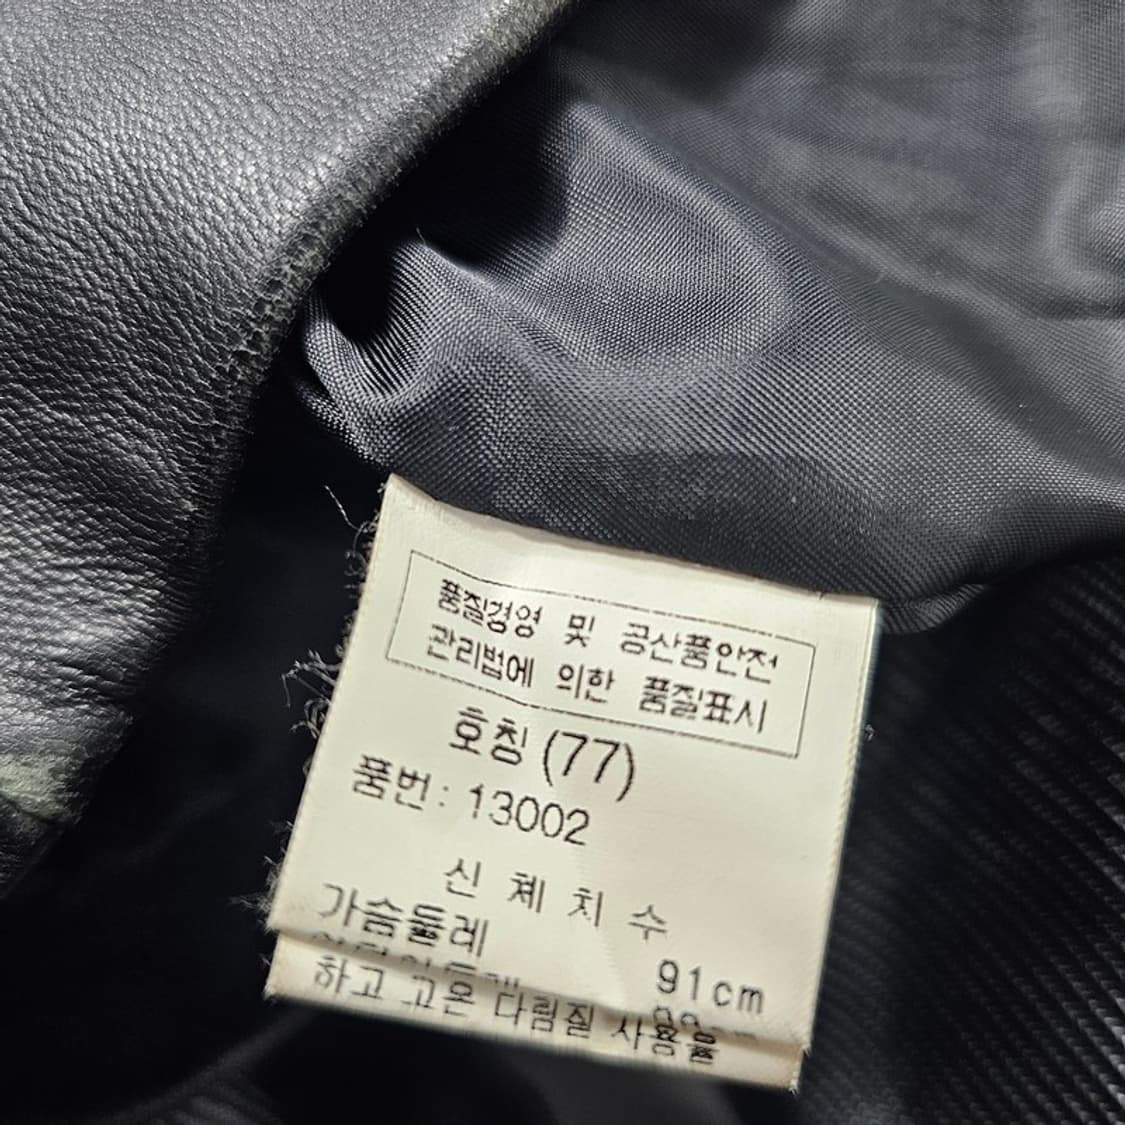 품질경영 및 공산품안전
관리법에 의한 품질표시
호칭 (77)
품번: 13002
신 체 치 수
가슴둘레 91cm
하고 고온 다림질 사용을